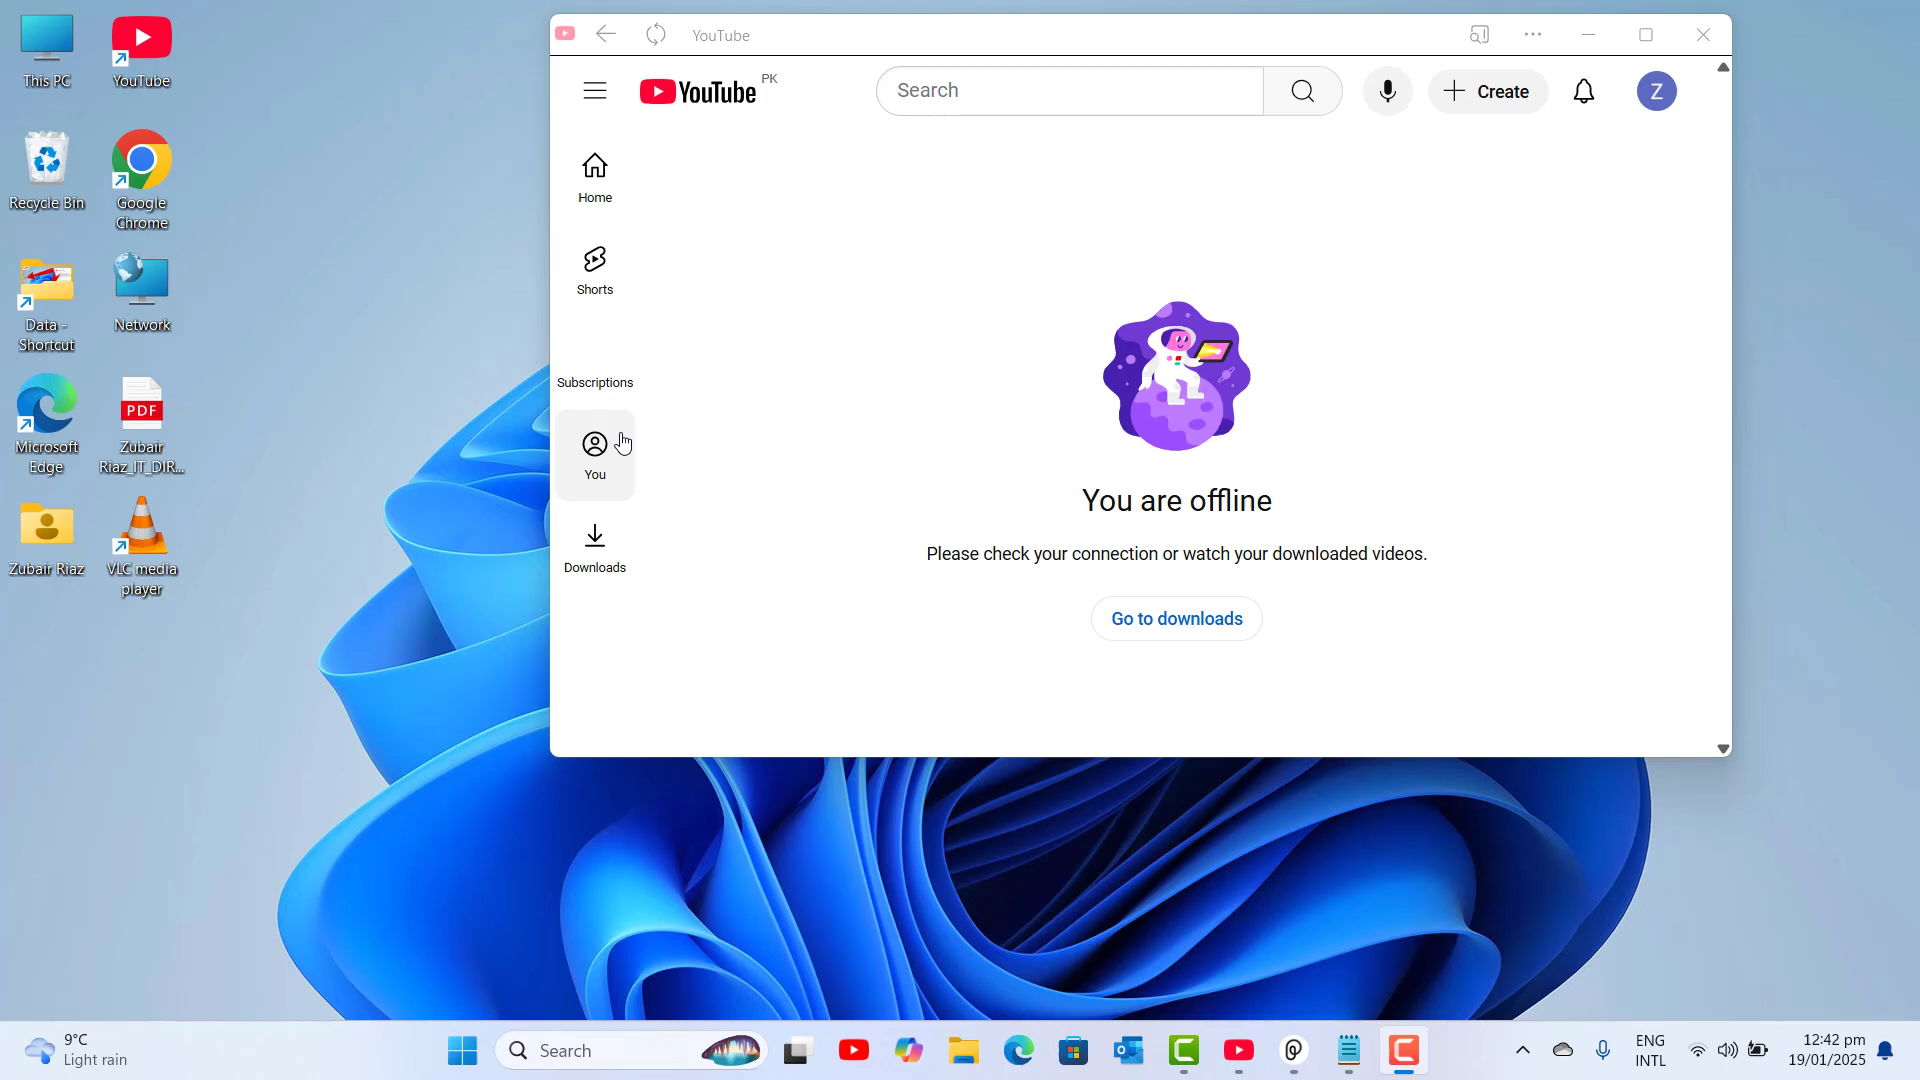 This PC
YouTube
Recycle Bin
Google
Chrome
Data -
Shortcut
Network
Microsoft
Edge
PDF
Zubair
Riaz_IT_DIR...
Zubair Riaz
VLC media
player
YouTube
YouTube PK
Search
Create
Z
Home
Shorts
Subscriptions
You
Downloads
You are offline
Please check your connection or watch your downloaded videos.
Go to downloads
9°C
Light rain
Search
ENG
INTL
12:42 pm
19/01/2025